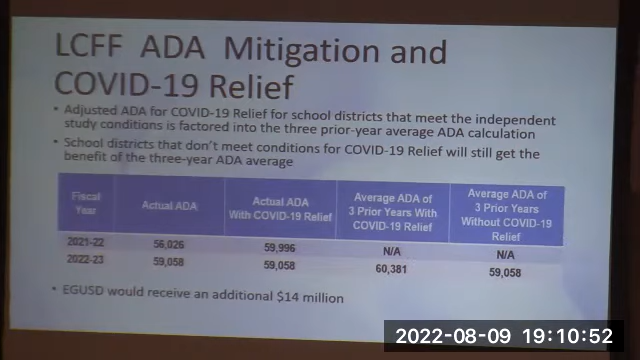 LCFF ADA Mitigation and
COVID-19 Relief
• Adjusted ADA for COVID-19 Relief for school districts that meet the independent
study conditions is factored into the three prior-year average ADA calculation
• School districts that don't meet conditions for COVID-19 Relief will still get the
benefit of the three-year ADA average
Fiscal Year Actual ADA Actual ADA With COVID-19 Relief Average ADA of 3 Prior Years With COVID-19 Relief Average ADA of 3 Prior Years Without COVID-19 Relief
2021-22 56,026 59,996 N/A N/A
2022-23 59,058 59,058 60,381 59,058
• EGUSD would receive an additional $14 million
2022-08-09 19:10:52